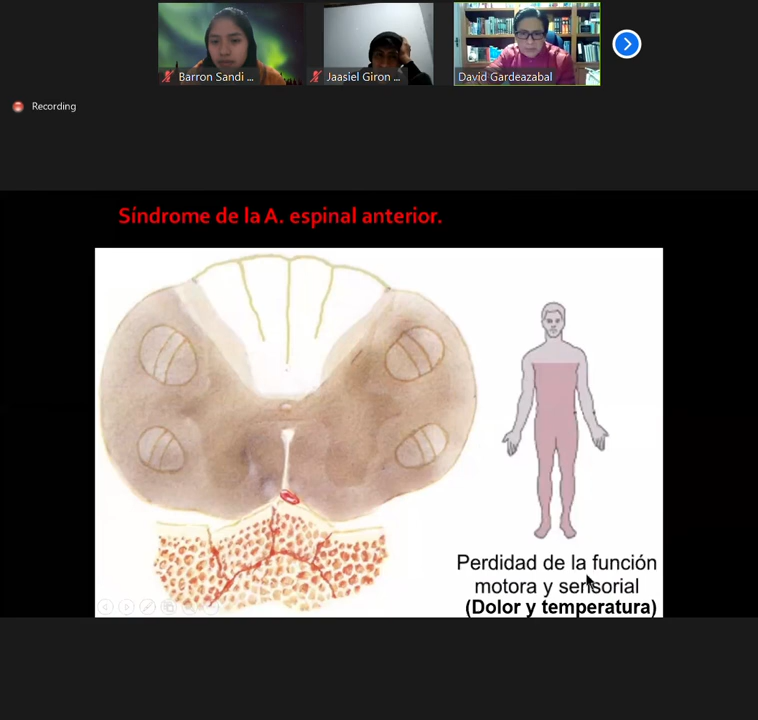 Barron Sandi ...
Jaasiel Giron ...
David Gardeazabal
Recording
Síndrome de la A. espinal anterior.
Perdidad de la función
motora y sensorial
(Dolor y temperatura)